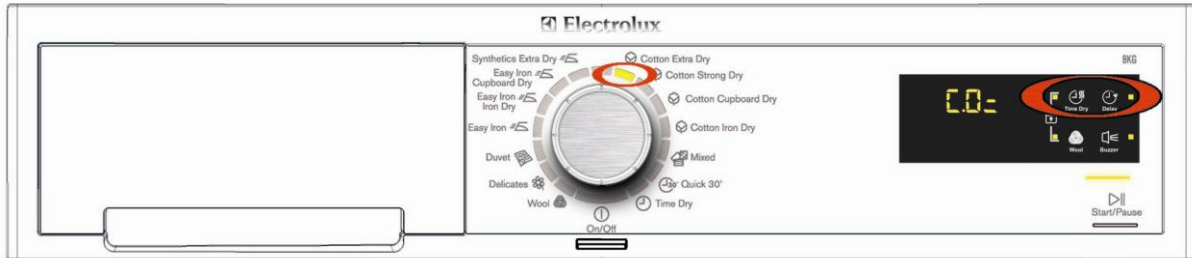 Electrolux
Synthetics Extra Dry
Easy Iron
Cupboard Dry
Easy Iron
Iron Dry
Easy Iron
Duvet
Delicates
Wool
On/Off
Cotton Extra Dry
Cotton Strong Dry
Cotton Cupboard Dry
Cotton Iron Dry
Mixed
30' Quick 30'
Time Dry
8KG
C.0=
Time Dry
Delay
Wool
Buzzer
Start/Pause